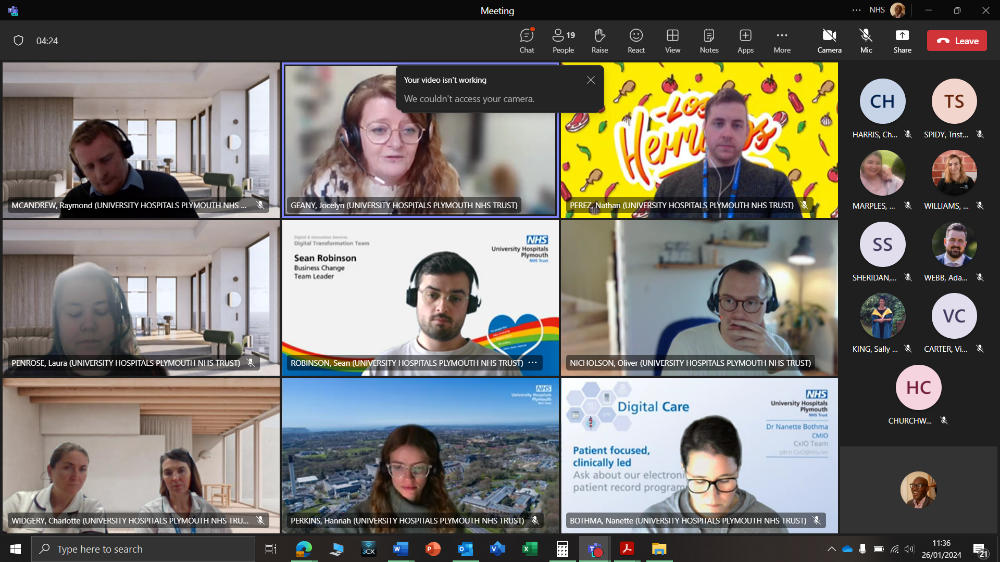 Meeting
NHS
04:24
Chat
People
19
Raise
React
View
Notes
Apps
More
Camera
Mic
Share
Leave
Your video isn't working
We couldn't access your camera.
MCANDREW, Raymond (UNIVERSITY HOSPITALS PLYMOUTH NHS ...
GEANY, Jocelyn (UNIVERSITY HOSPITALS PLYMOUTH NHS TRUST)
Los
PEREZ, Nathan (UNIVERSITY HOSPITALS PLYMOUTH NHS TRUST)
CH
HARRIS, Ch...
TS
SPIDY, Trist...
MARPLES, ...
WILLIAMS, ...
Digital & Innovation Services
Digital Transformation Team
Sean Robinson
Business Change
Team Leader
NHS
University Hospitals
Plymouth
NHS Trust
PENROSE, Laura (UNIVERSITY HOSPITALS PLYMOUTH NHS TRUST)
ROBINSON, Sean (UNIVERSITY HOSPITALS PLYMOUTH NHS TRUST) ...
NICHOLSON, Oliver (UNIVERSITY HOSPITALS PLYMOUTH NHS TRUST)
SS
SHERIDAN,...
WEBB, Ada...
KING, Sally ...
VC
CARTER, Vi...
HC
CHURCHW...
WIDGERY, Charlotte (UNIVERSITY HOSPITALS PLYMOUTH NHS TRU...
NHS
University Hospitals
Plymouth
NHS Trust
PERKINS, Hannah (UNIVERSITY HOSPITALS PLYMOUTH NHS TRUST)
Digital Care
NHS
University Hospitals
Plymouth
NHS Trust
Dr Nanette Bothma
CMIO
CxIO Team
plh-tr.CxIO@nhs.net
Patient focused,
clinically led
Ask about our electroni
patient record program
BOTHMA, Nanette (UNIVERSITY HOSPITALS PLYMOUTH NHS TRUST)
Type here to search
3CX
11:36
26/01/2024
21